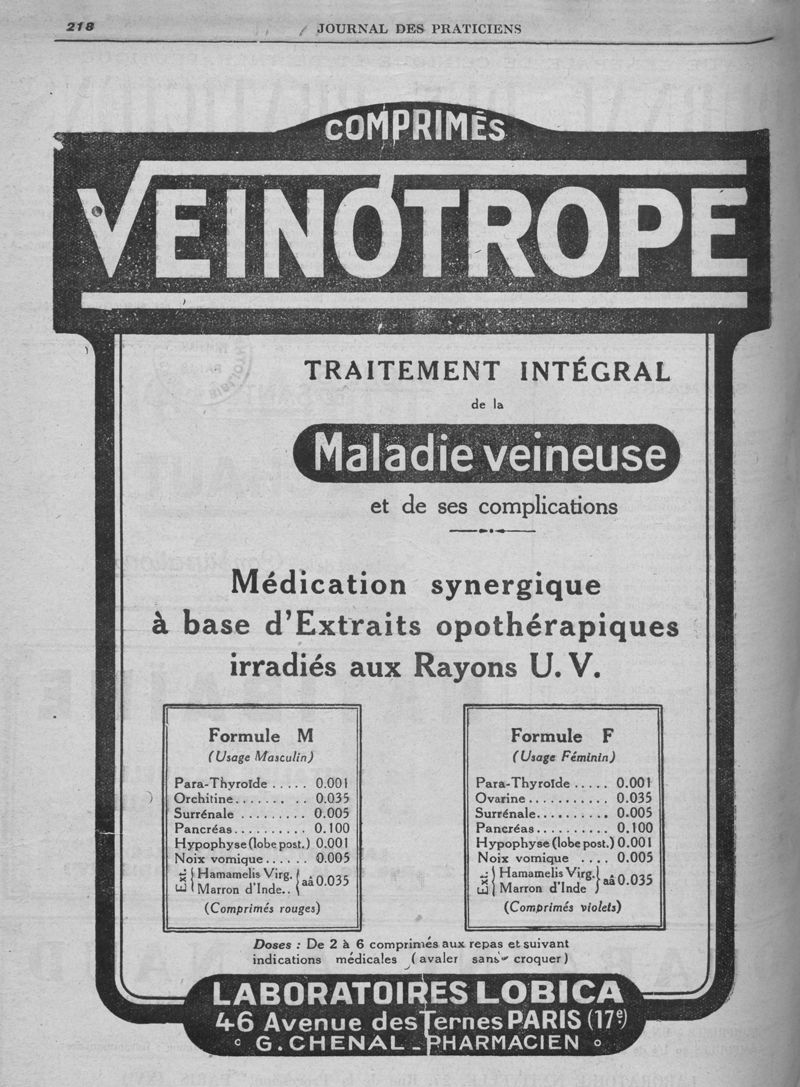 218
JOURNAL DES PRATICIENS
COMPRIMÉS
VEINOTROPE
TRAITEMENT INTÉGRAL
de la
Maladie veineuse
et de ses complications
Médication synergique
à base d'Extraits opothérapiques
irradiés aux Rayons U. V.
Formule M
(Usage Masculin)
Para-Thyroïde ..... 0.001
Orchitine....... .. 0.035
Surrénale ......... 0.005
Pancréas.......... 0.100
Hypophyse (lobe post.) 0.001
Noix vomique...... 0.005
Ext. { Hamamelis Virg. } aâ 0.035
Marron d'Inde..
(Comprimés rouges)
Formule F
(Usage Féminin)
Para-Thyroïde ..... 0.001
Ovarine ........... 0.035
Surrénale.......... 0.005
Pancréas.......... 0.100
Hypophyse (lobe post.) 0.001
Noix vomique .... 0.005
Ext. { Hamamelis Virg. } aâ 0.035
Marron d'Inde
(Comprimés violets)
Doses : De 2 à 6 comprimés aux repas et suivant
indications médicales (avaler sans croquer)
LABORATOIRES LOBICA
46 Avenue des Ternes PARIS (17e)
G. CHENAL _ PHARMACIEN